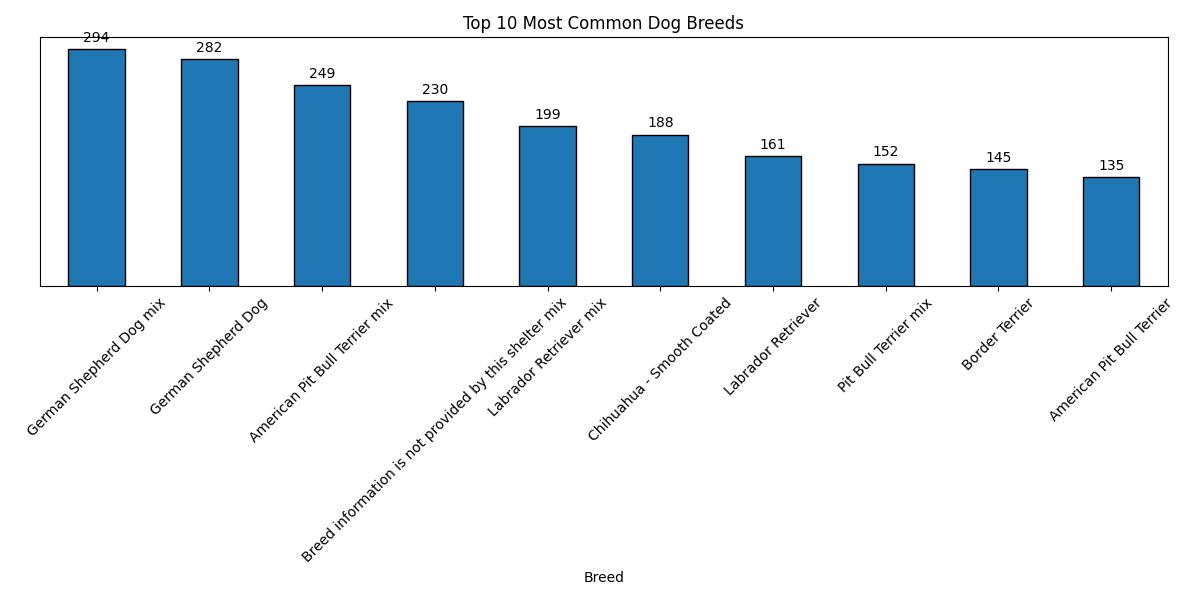 Top 10 Most Common Dog Breeds
294
282
249
230
199
188
161
152
145
135
German Shepherd Dog mix
German Shepherd Dog
American Pit Bull Terrier mix
Breed information is not provided by this shelter mix
Labrador Retriever mix
Chihuahua - Smooth Coated
Labrador Retriever
Pit Bull Terrier mix
Border Terrier
American Pit Bull Terrier
Breed